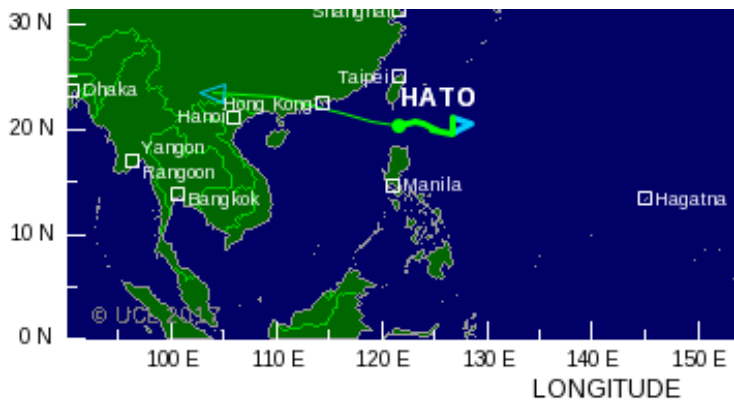 30 N
Shanghai
Taipei
Dhaka
HATO
Hong Kong
Hanoi
20 N
Yangon
Rangoon
Manila
Bangkok
Hagatna
10 N
© UCL 2017
0 N
100 E 110 E 120 E 130 E 140 E 150 E
LONGITUDE